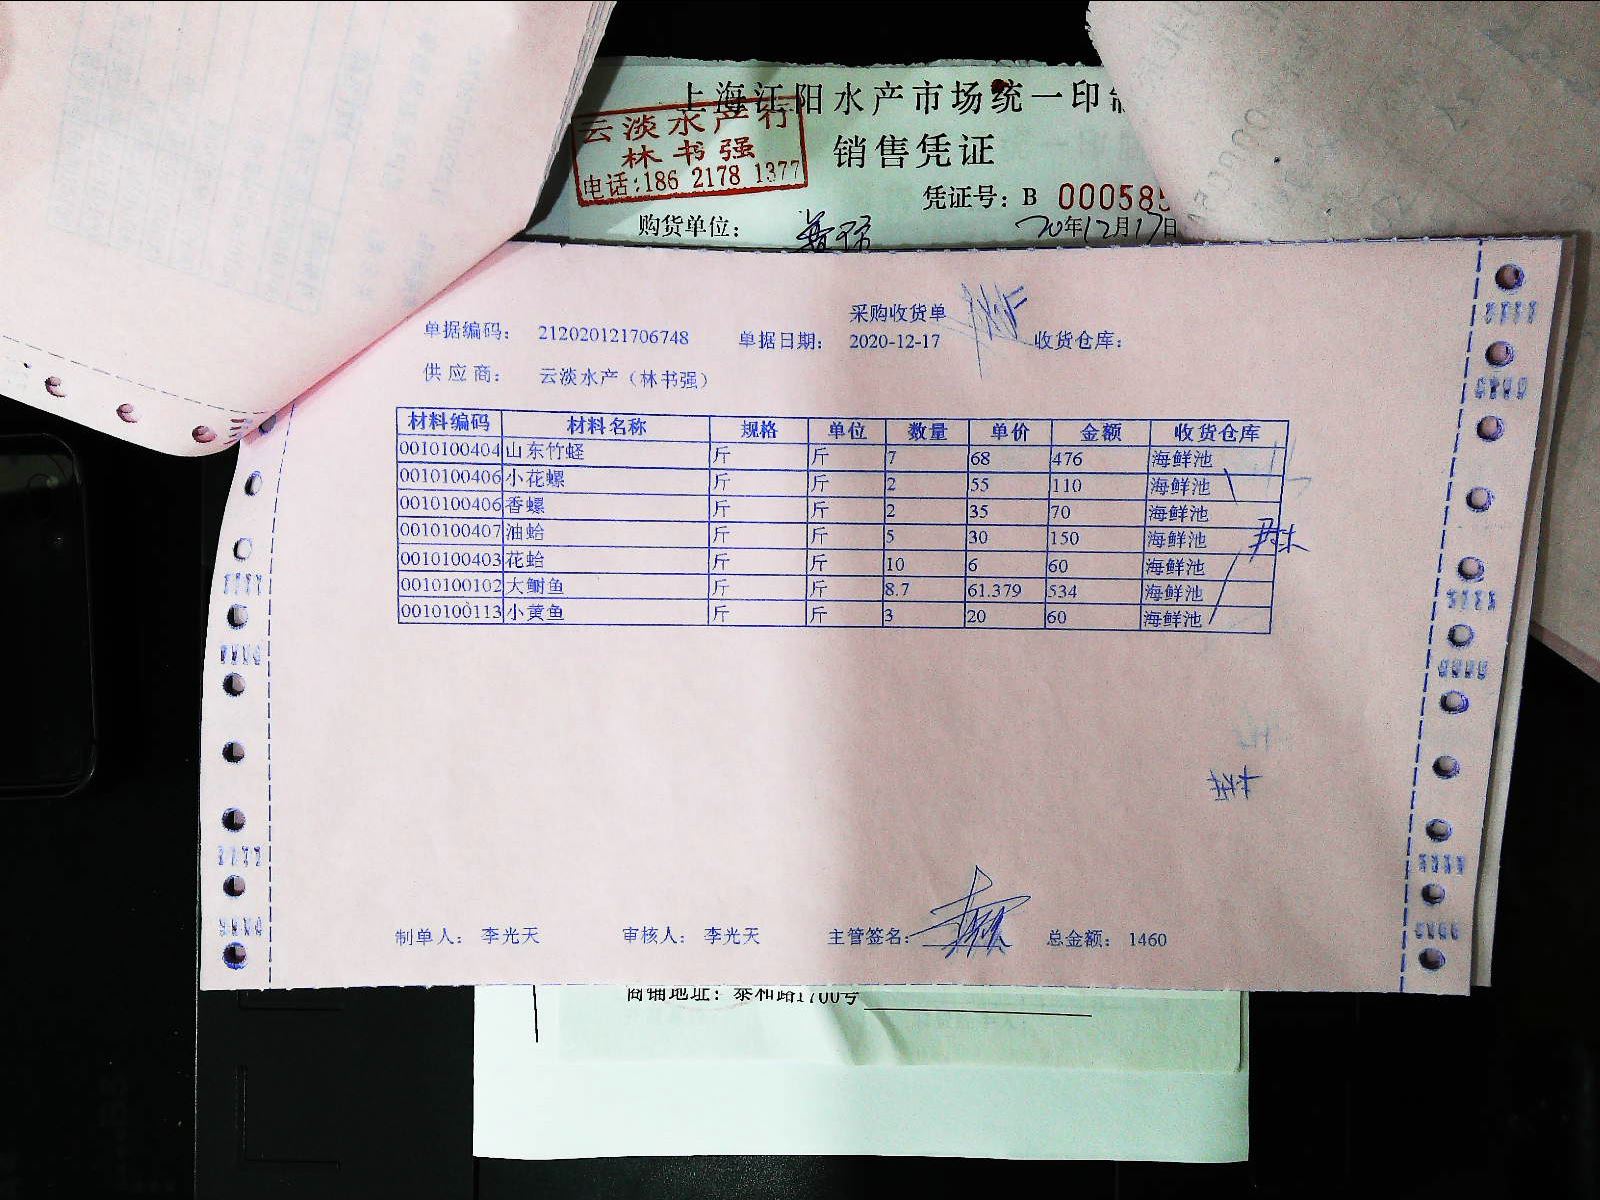 上海江阳水产市场统一印
云淡水产行
林书强
电话:186 2178 1377
销售凭证
凭证号: B 00058
购货单位:
20年12月17日
采购收货单
单据编码: 212020121706748 单据日期: 2020-12-17 收货仓库:
供应商: 云淡水产（林书强）
材料编码 材料名称 规格 单位 数量 单价 金额 收货仓库
0010100404 山东竹蛏 斤 斤 7 68 476 海鲜池
0010100406 小花螺 斤 斤 2 55 110 海鲜池
0010100406 香螺 斤 斤 2 35 70 海鲜池
0010100407 油蛤 斤 斤 5 30 150 海鲜池
0010100403 花蛤 斤 斤 10 6 60 海鲜池
0010100102 大鲥鱼 斤 斤 8.7 61.379 534 海鲜池
0010100113 小黄鱼 斤 斤 3 20 60 海鲜池
制单人: 李光天 审核人: 李光天 主管签名: 总金额: 1460
商铺地址: 泰和路1700号